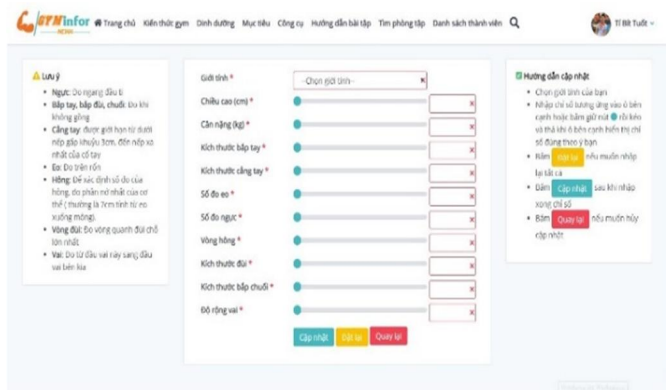 GYMinfor
Trang chủ Kiến thức gym Dinh dưỡng Mục tiêu Công cụ Hướng dẫn bài tập Tìm phòng tập Danh sách thành viên Tí Bít Tuốt
Lưu ý
Ngực: Đo ngang đầu ti
Bắp tay, bắp đùi, chuối: Đo khi
không gồng
Cẳng tay: được giới hạn từ dưới
nếp gấp khuỷu 3cm, đến nếp xa
nhất của cổ tay
Eo: Đo trên rốn
Hông: Để xác định số đo của
hông, đo phần nở nhất của cơ
thể ( thường là 7cm tính từ eo
xuống mông).
Vòng đùi: Đo vòng quanh đùi chỗ
lớn nhất
Vai: Đo từ đầu vai này sang đầu
vai bên kia
Giới tính *
--Chọn giới tính--
Chiều cao (cm) *
Cân nặng (kg) *
Kích thước bắp tay *
Kích thước cẳng tay *
Số đo eo *
Số đo ngực *
Vòng hông *
Kích thước đùi *
Kích thước bắp chuối *
Độ rộng vai *
Cập nhật Đặt lại Quay lại
Hướng dẫn cập nhật
Chọn giới tính của bạn
Nhập chỉ số tương ứng vào ô bên
cạnh hoặc bấm giữ nút rồi kéo
và thả khi ô bên cạnh hiển thị chỉ
số đúng theo ý bạn
Bấm Đặt lại nếu muốn nhập
lại tất cả
Bấm Cập nhật sau khi nhập
xong chỉ số
Bấm Quay lại nếu muốn hủy
cập nhật